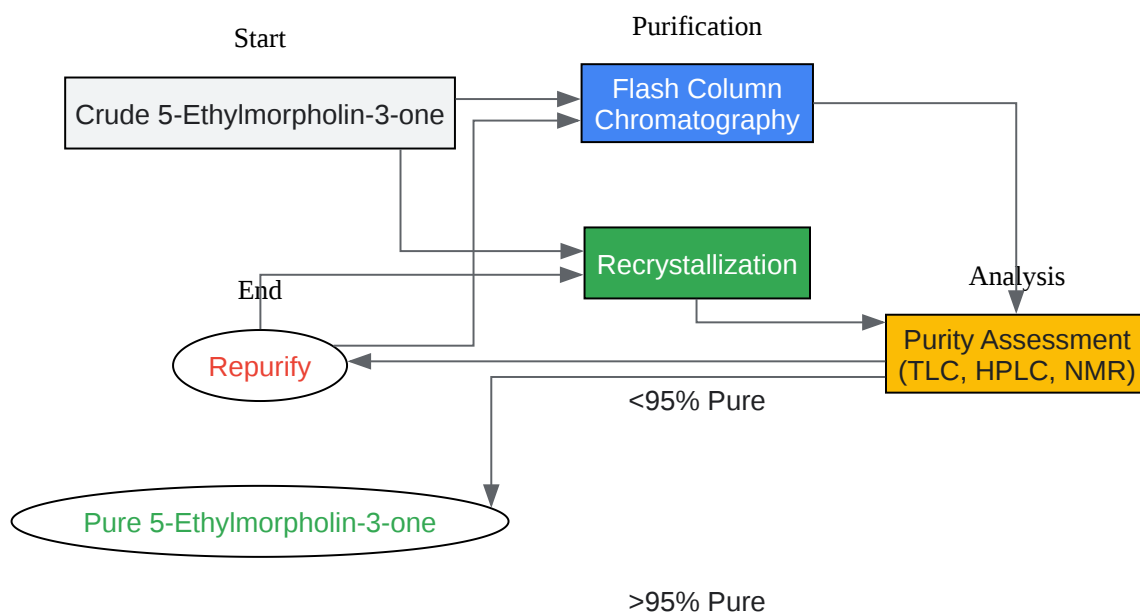 Start
Purification
Crude 5-Ethylmorpholin-3-one
Flash Column
Chromatography
Recrystallization
End
Analysis
Repurify
Purity Assessment
(TLC, HPLC, NMR)
<95% Pure
Pure 5-Ethylmorpholin-3-one
>95% Pure